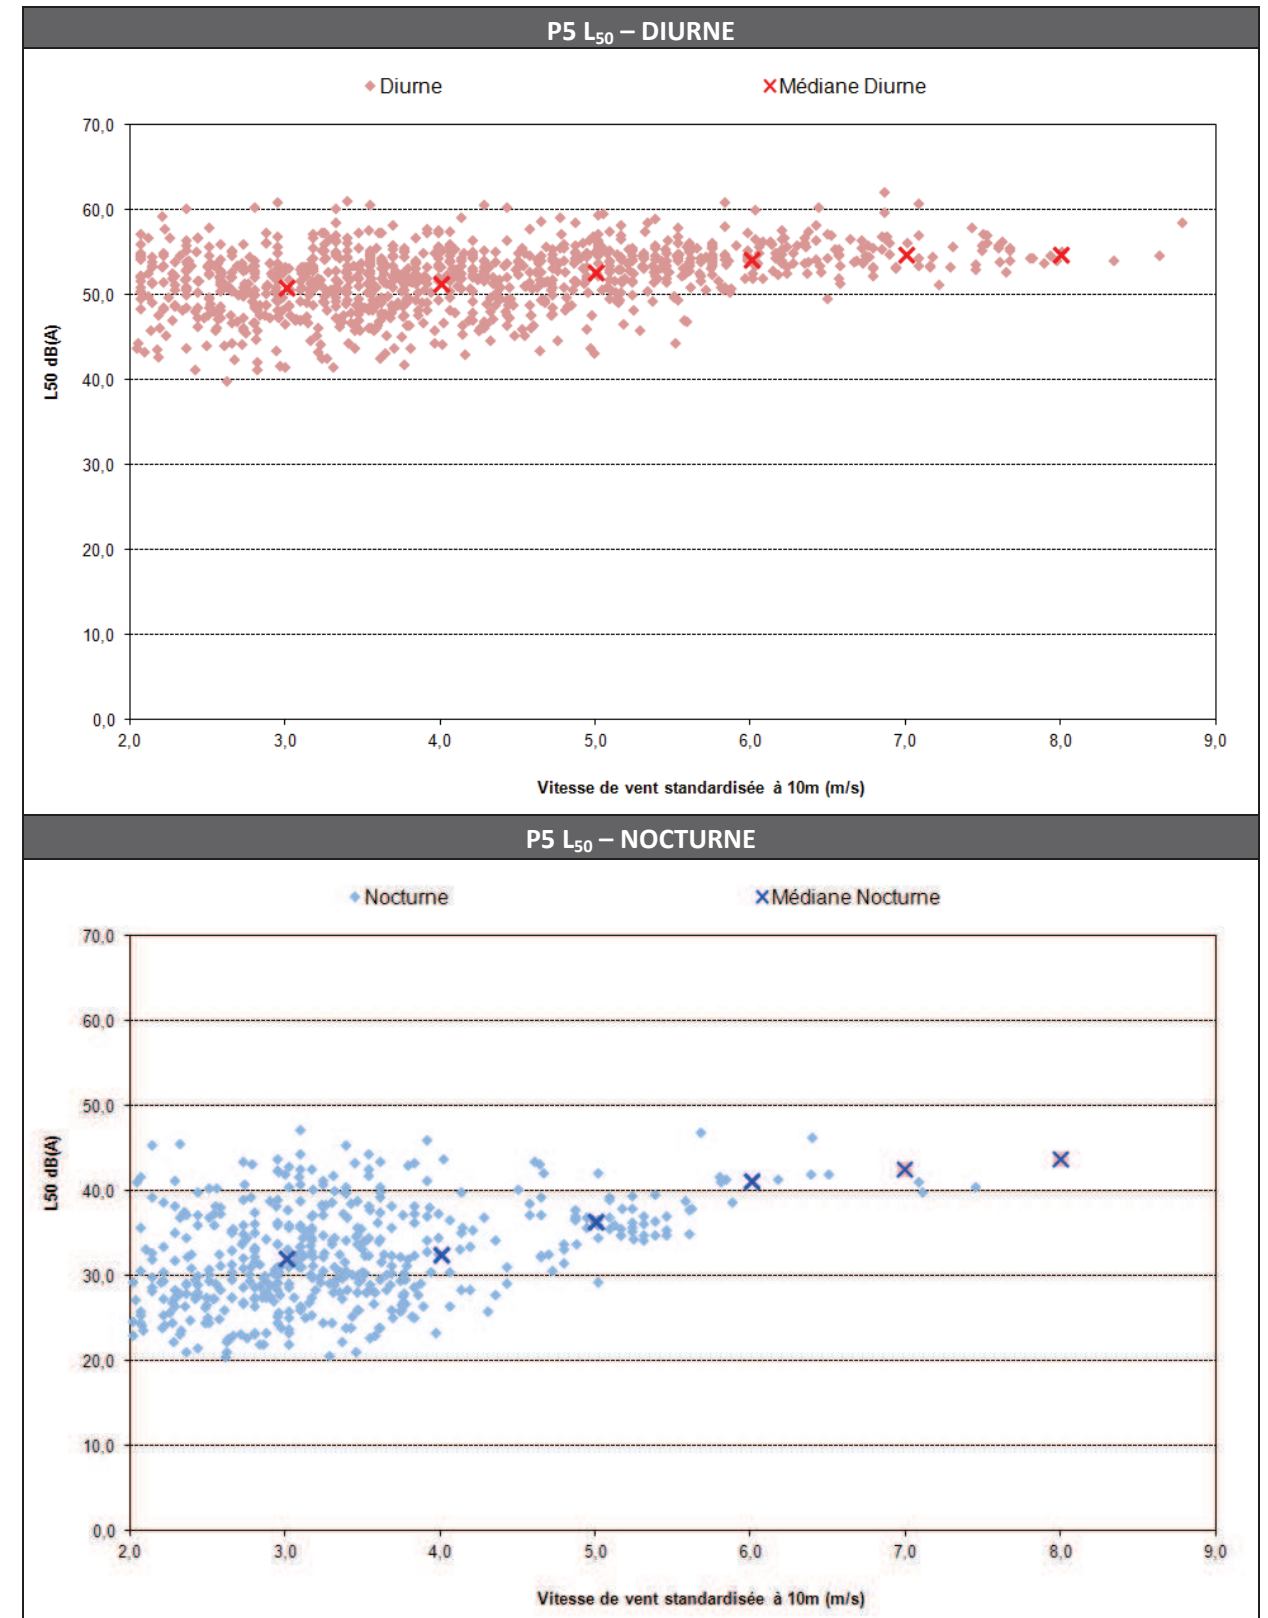 P5 L50 – DIURNE
Diurne
Médiane Diurne
70,0
60,0
50,0
40,0
30,0
20,0
10,0
0,0
L50 dB(A)
2,0 3,0 4,0 5,0 6,0 7,0 8,0 9,0
Vitesse de vent standardisée à 10m (m/s)
P5 L50 – NOCTURNE
Nocturne
Médiane Nocturne
70,0
60,0
50,0
40,0
30,0
20,0
10,0
0,0
L50 dB(A)
2,0 3,0 4,0 5,0 6,0 7,0 8,0 9,0
Vitesse de vent standardisée à 10m (m/s)